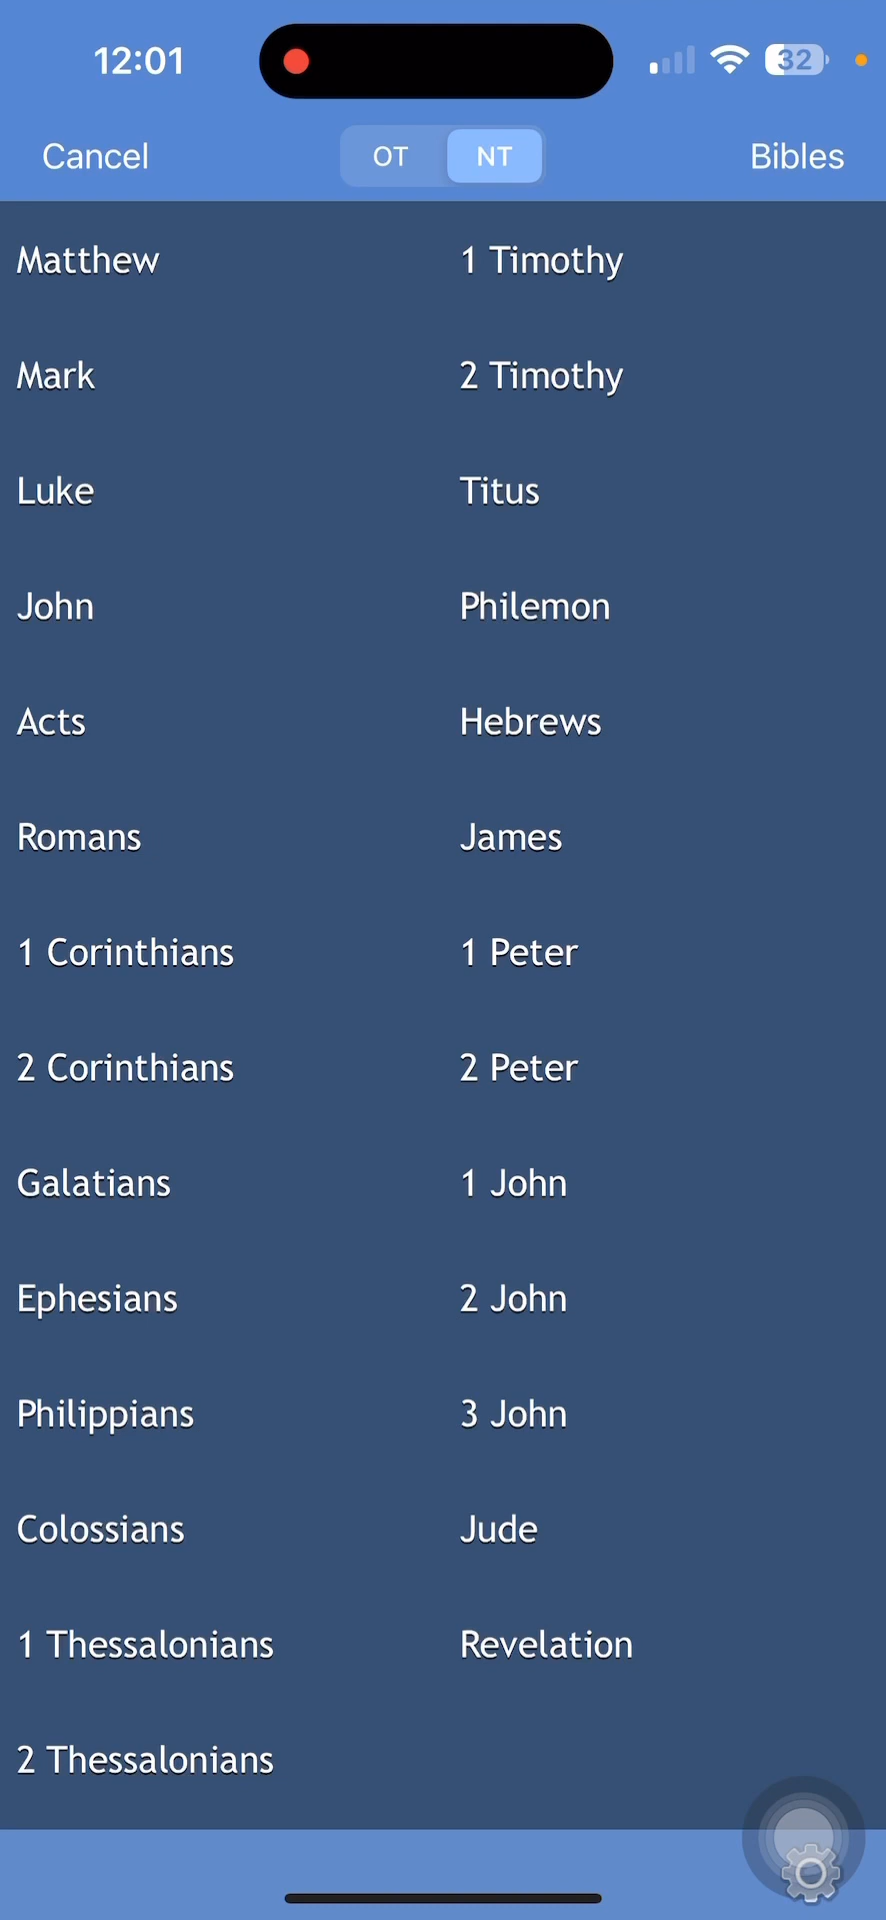 12:01
32
Cancel
OT
NT
Bibles
Matthew
1 Timothy
Mark
2 Timothy
Luke
Titus
John
Philemon
Acts
Hebrews
Romans
James
1 Corinthians
1 Peter
2 Corinthians
2 Peter
Galatians
1 John
Ephesians
2 John
Philippians
3 John
Colossians
Jude
1 Thessalonians
Revelation
2 Thessalonians